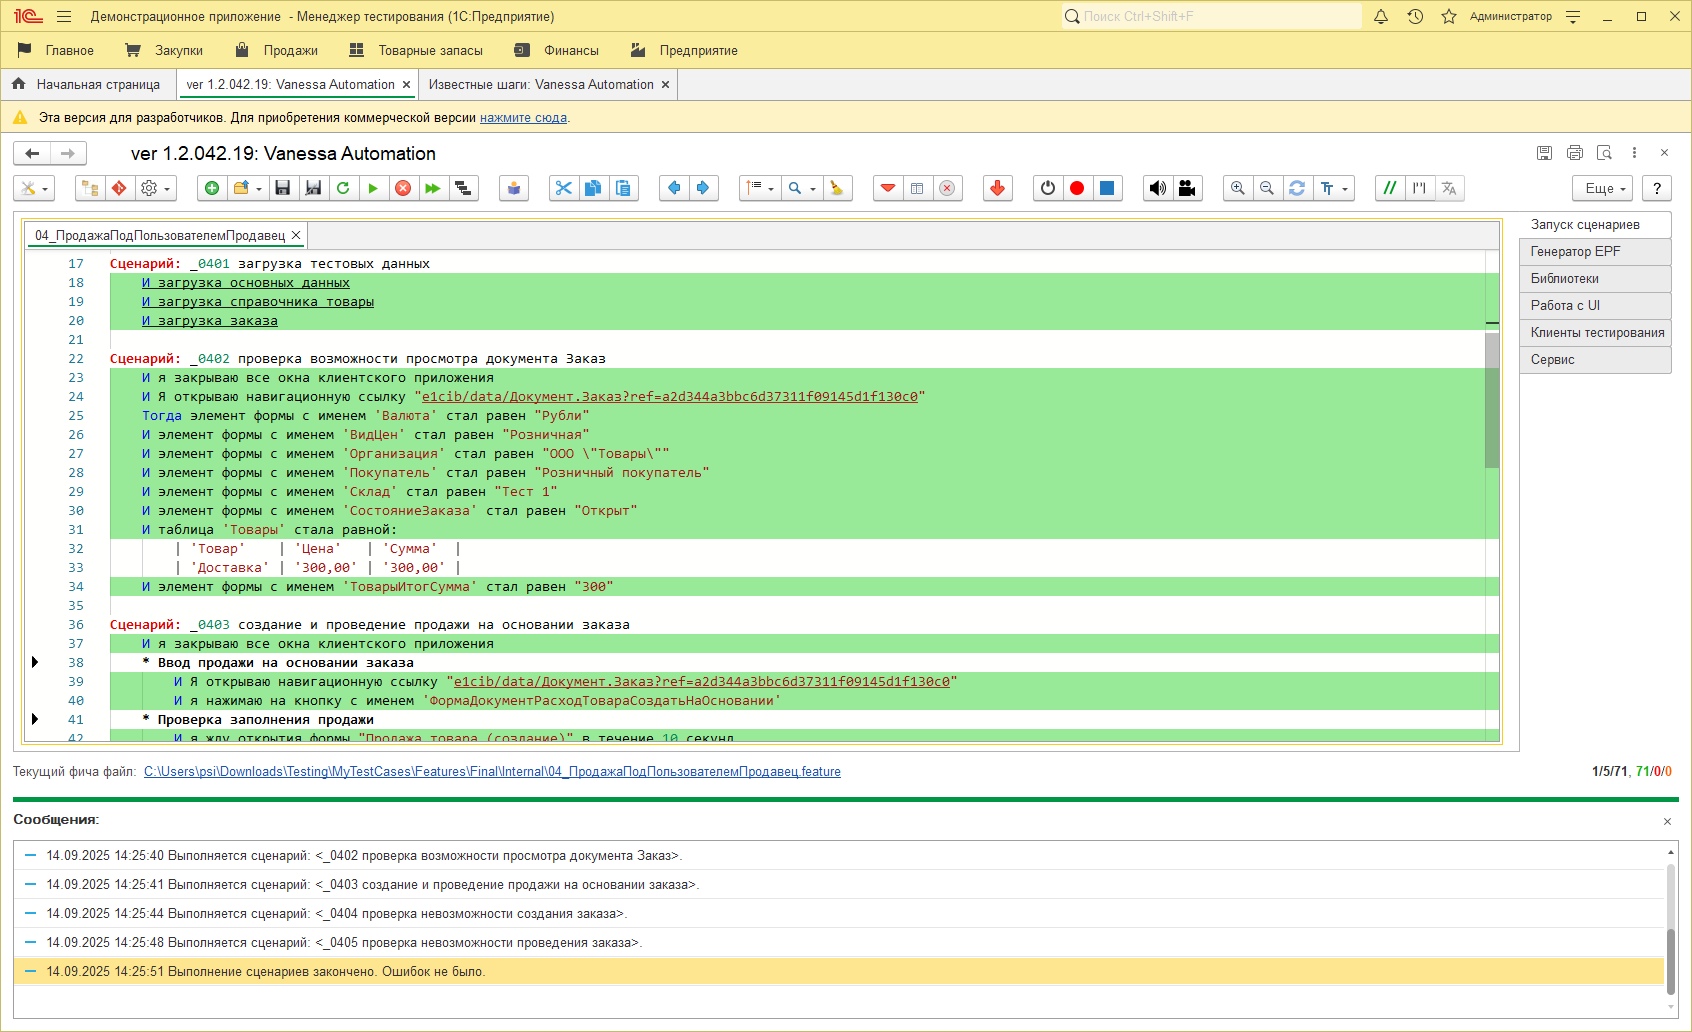 1С Демонстрационное приложение - Менеджер тестирования (1С:Предприятие) Поиск Ctrl+Shift+F Администратор
Главное Закупки Продажи Товарные запасы Финансы Предприятие
Начальная страница ver 1.2.042.19: Vanessa Automation × Известные шаги: Vanessa Automation ×
Эта версия для разработчиков. Для приобретения коммерческой версии нажмите сюда.
ver 1.2.042.19: Vanessa Automation
Еще ?
04_ПродажаПодПользователемПродавец ×
Запуск сценариев
Генератор EPF
Библиотеки
Работа с UI
Клиенты тестирования
Сервис
17 Сценарий: _0401 загрузка тестовых данных
18 И загрузка основных данных
19 И загрузка справочника товары
20 И загрузка заказа
21
22 Сценарий: _0402 проверка возможности просмотра документа Заказ
23 И я закрываю все окна клиентского приложения
24 И Я открываю навигационную ссылку "e1cib/data/Документ.Заказ?ref=a2d344a3bbc6d37311f09145d1f130c0"
25 Тогда элемент формы с именем 'Валюта' стал равен "Рубли"
26 И элемент формы с именем 'ВидЦен' стал равен "Розничная"
27 И элемент формы с именем 'Организация' стал равен "ООО \"Товары\""
28 И элемент формы с именем 'Покупатель' стал равен "Розничный покупатель"
29 И элемент формы с именем 'Склад' стал равен "Тест 1"
30 И элемент формы с именем 'СостояниеЗаказа' стал равен "Открыт"
31 И таблица 'Товары' стала равной:
32 | 'Товар' | 'Цена' | 'Сумма' |
33 | 'Доставка' | '300,00' | '300,00' |
34 И элемент формы с именем 'ТоварыИтогСумма' стал равен "300"
35
36 Сценарий: _0403 создание и проведение продажи на основании заказа
37 И я закрываю все окна клиентского приложения
38 * Ввод продажи на основании заказа
39 И Я открываю навигационную ссылку "e1cib/data/Документ.Заказ?ref=a2d344a3bbc6d37311f09145d1f130c0"
40 И я нажимаю на кнопку с именем 'ФормаДокументРасходТовараСоздатьНаОсновании'
41 * Проверка заполнения продажи
42 И я жду открытия формы "Продажа товара (создание)" в течение 10 секунд
Текущий фича файл: C:\Users\psi\Downloads\Testing\MyTestCases\Features\Final\Internal\04_ПродажаПодПользователемПродавец.feature 1/5/71, 71/0/0
Сообщения:
14.09.2025 14:25:40 Выполняется сценарий: <_0402 проверка возможности просмотра документа Заказ>.
14.09.2025 14:25:41 Выполняется сценарий: <_0403 создание и проведение продажи на основании заказа>.
14.09.2025 14:25:44 Выполняется сценарий: <_0404 проверка невозможности создания заказа>.
14.09.2025 14:25:48 Выполняется сценарий: <_0405 проверка невозможности проведения заказа>.
14.09.2025 14:25:51 Выполнение сценариев закончено. Ошибок не было.